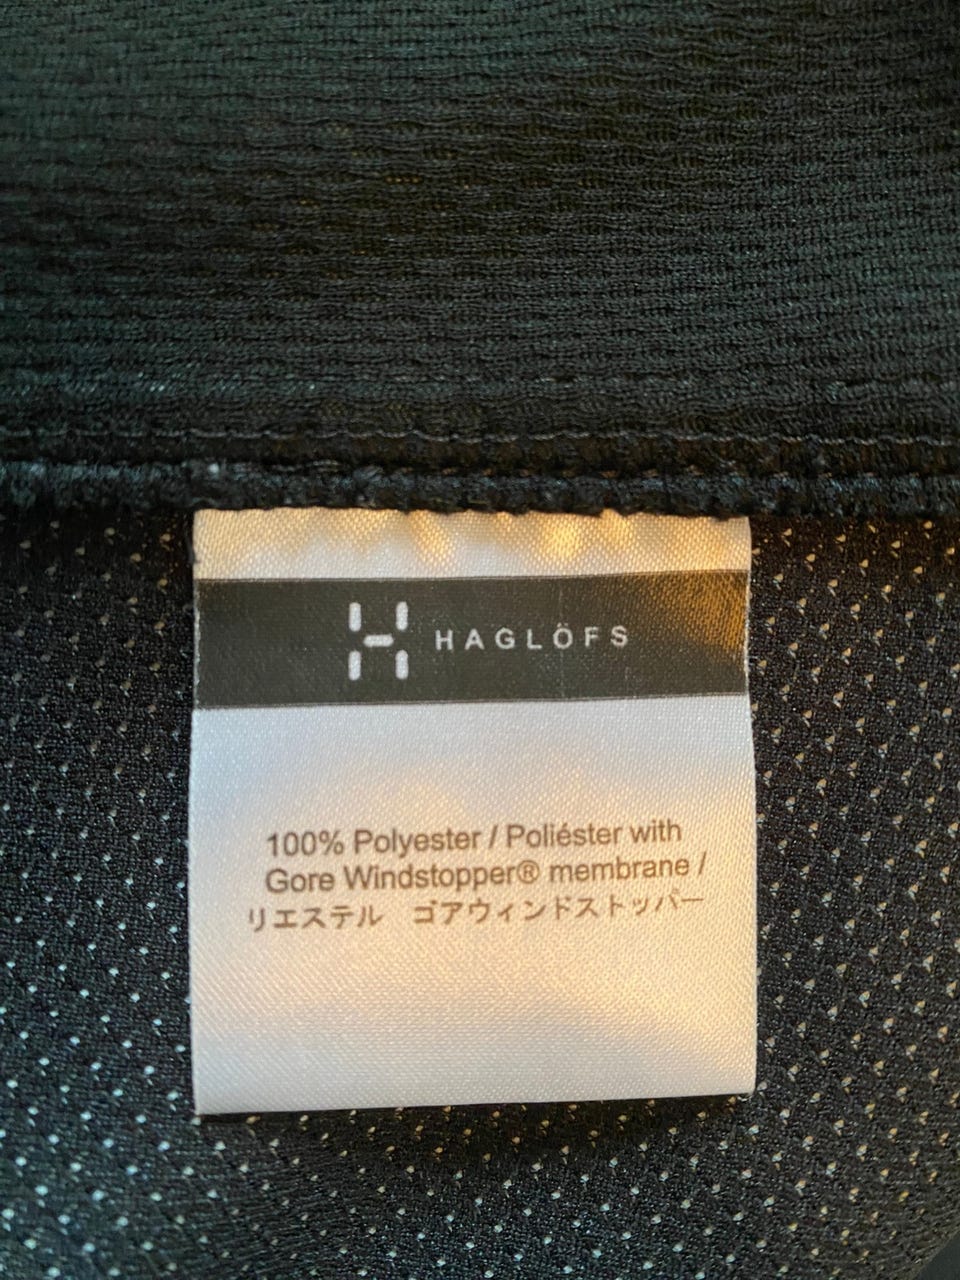 HAGLÖFS
100% Polyester / Poliéster with
Gore Windstopper® membrane /
リエステル　ゴアウィンドストッパー